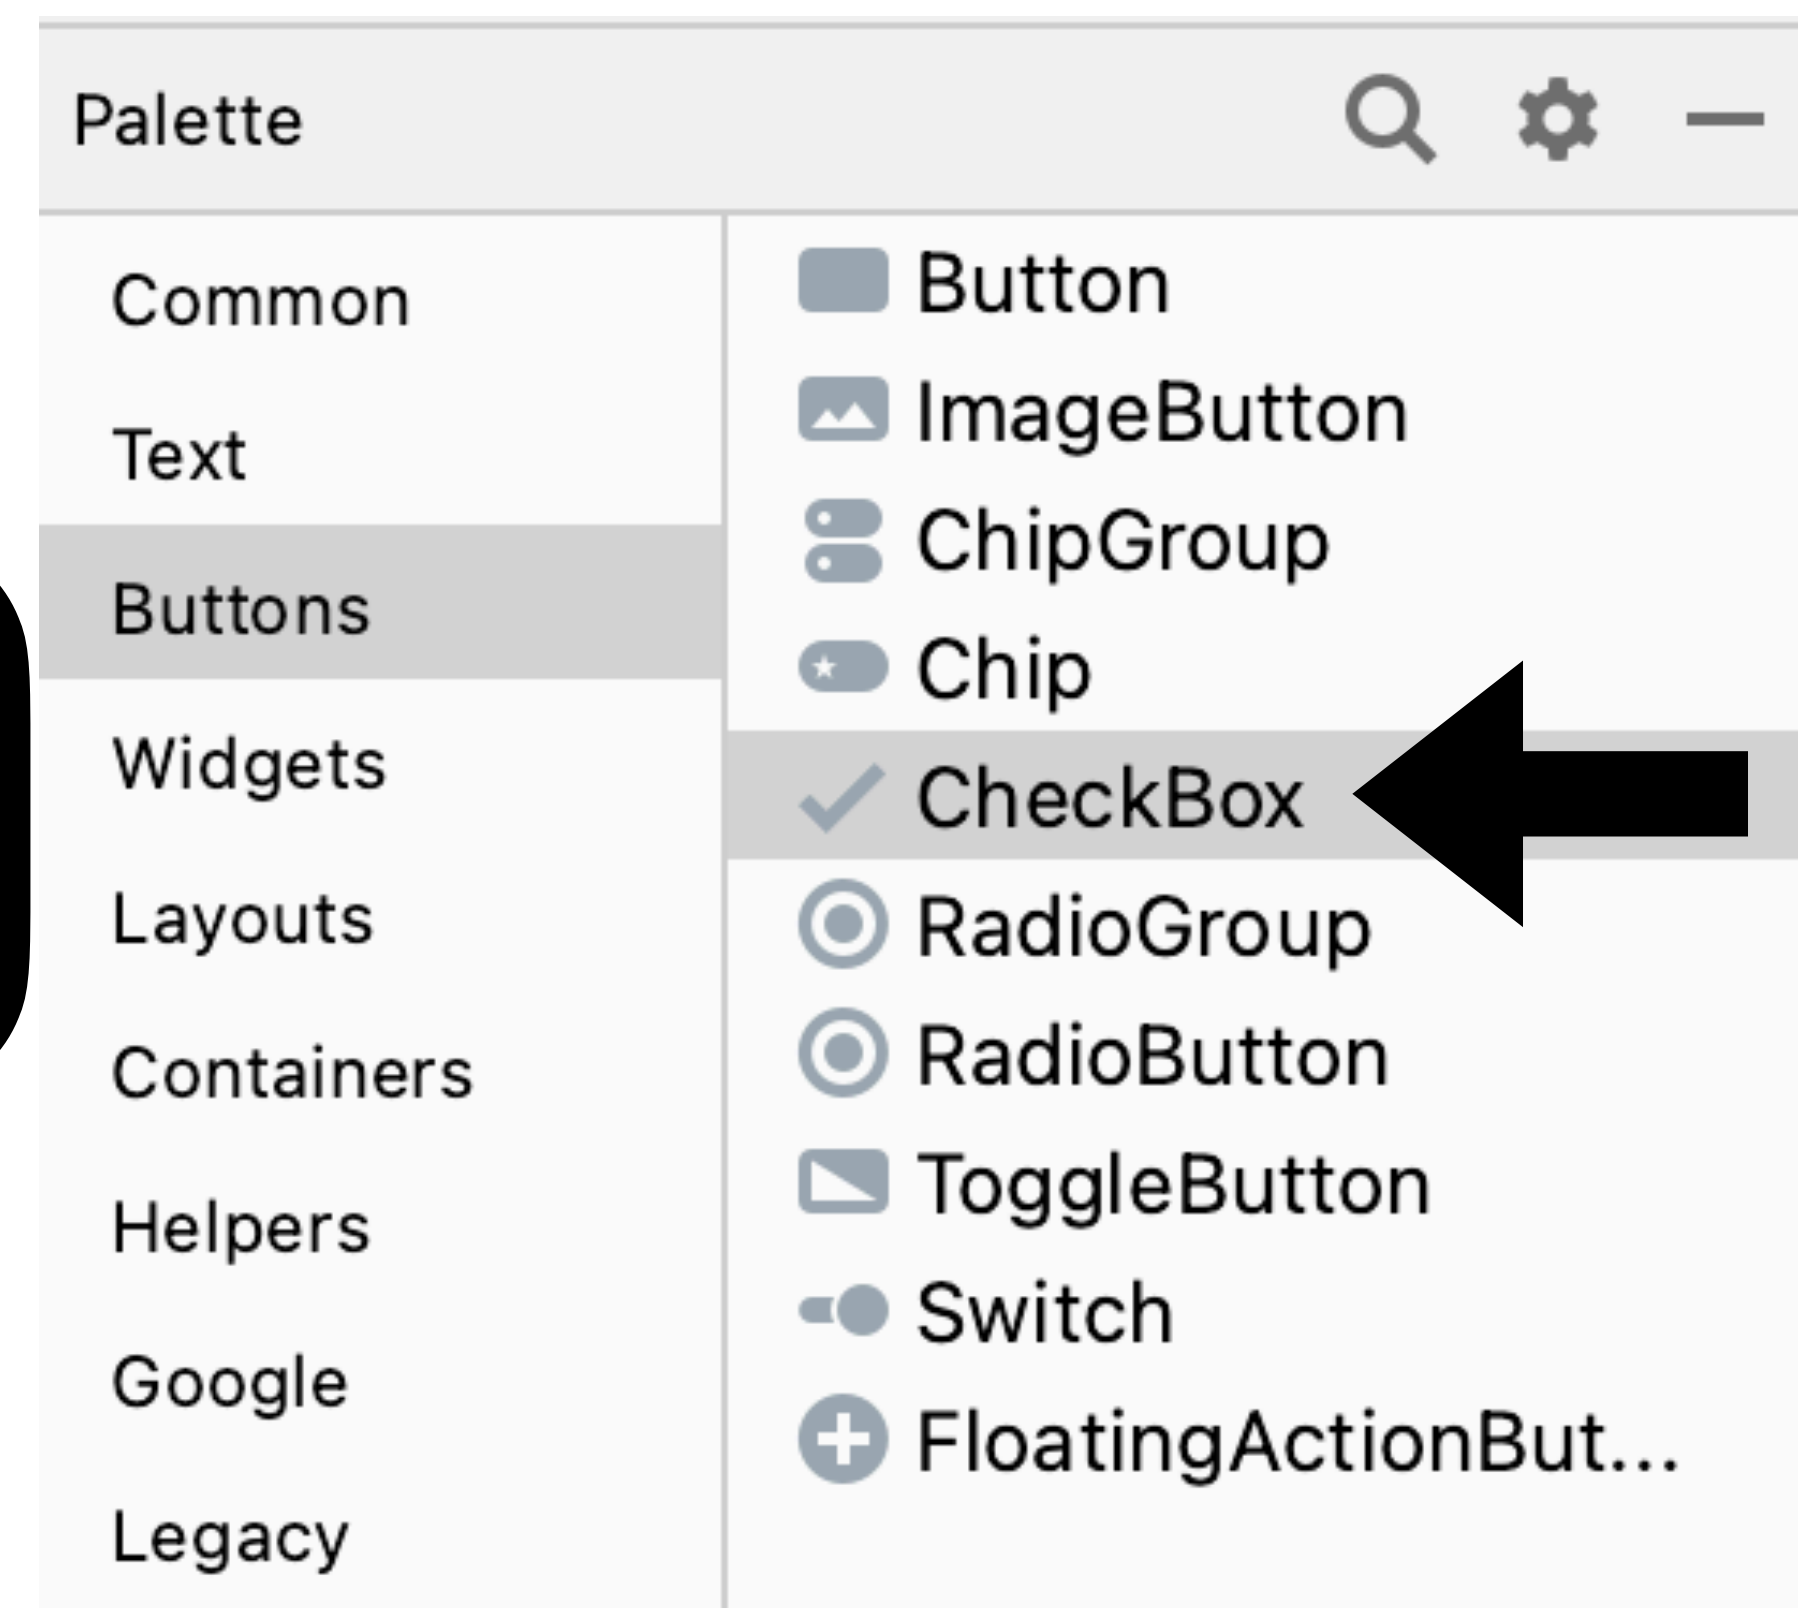 Palette
Common
Text
Buttons
Widgets
Layouts
Containers
Helpers
Google
Legacy
Button
ImageButton
ChipGroup
Chip
CheckBox
RadioGroup
RadioButton
ToggleButton
Switch
FloatingActionBut...